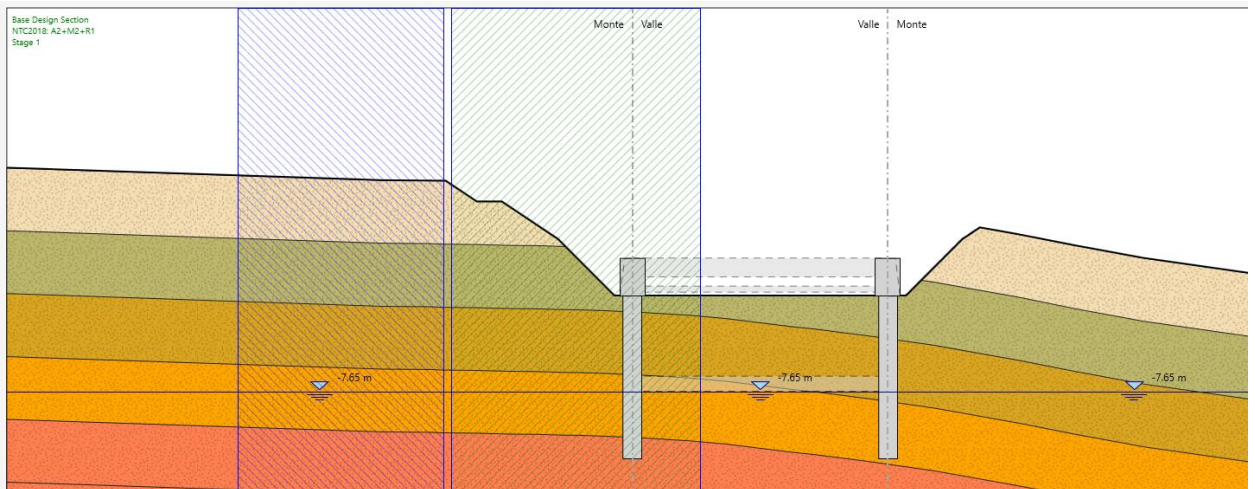 Base Design Section
NTC2018: A2+M2+R1
Stage 1
Monte Valle
Valle Monte
-7.65 m
-7.65 m
-7.65 m